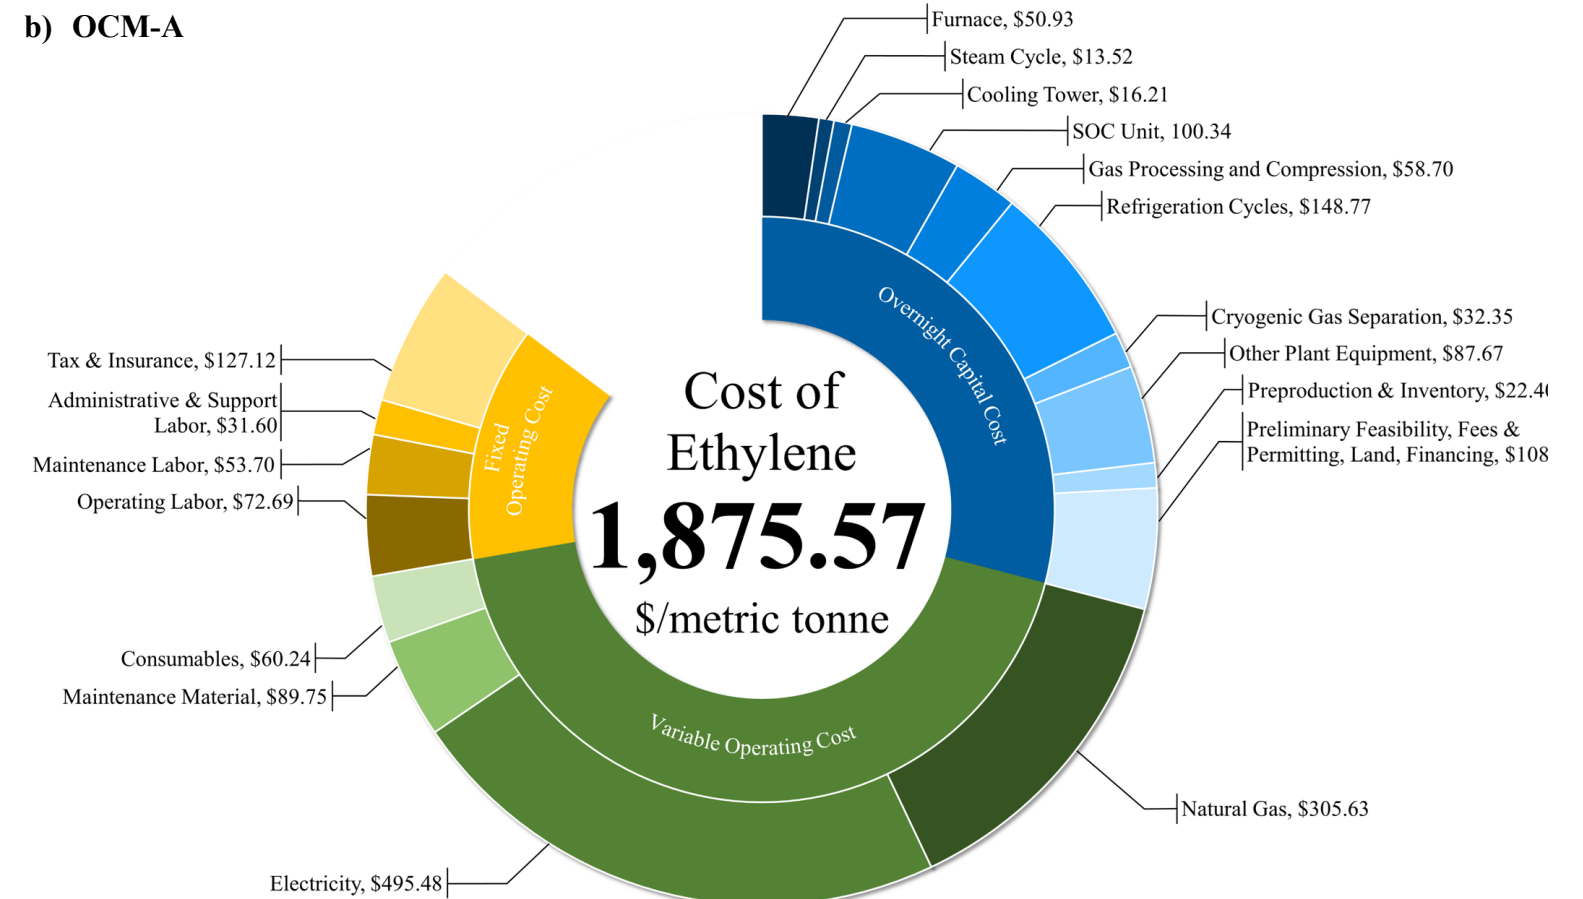 b) OCM-A
Furnace, $50.93
Steam Cycle, $13.52
Cooling Tower, $16.21
SOC Unit, 100.34
Gas Processing and Compression, $58.70
Refrigeration Cycles, $148.77
Cryogenic Gas Separation, $32.35
Other Plant Equipment, $87.67
Preproduction & Inventory, $22.4
Preliminary Feasibility, Fees &
Permitting, Land, Financing, $108
Natural Gas, $305.63
Electricity, $495.48
Maintenance Material, $89.75
Consumables, $60.24
Operating Labor, $72.69
Maintenance Labor, $53.70
Administrative & Support
Labor, $31.60
Tax & Insurance, $127.12
Overnight Capital Cost
Variable Operating Cost
Fixed
Operating Cost
Cost of
Ethylene
1,875.57
$/metric tonne